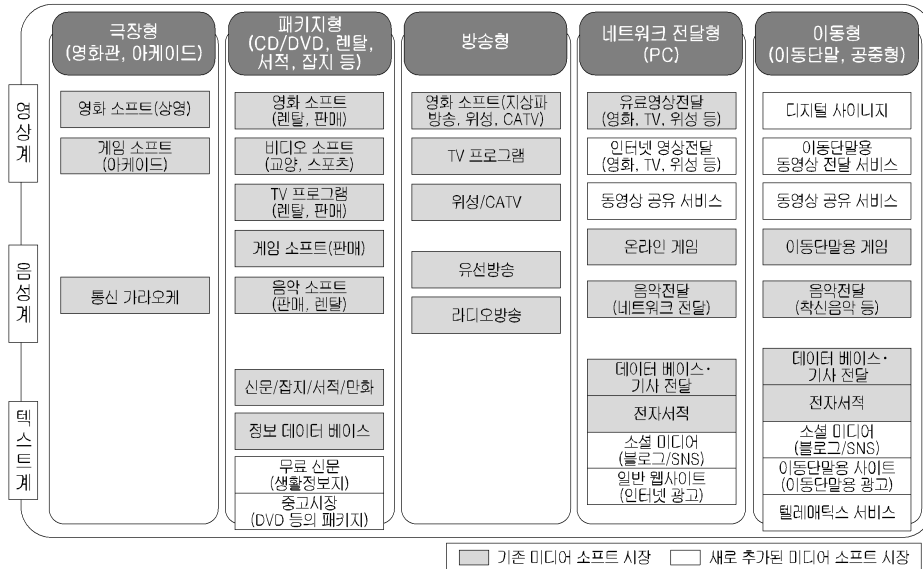 극장형
(영화관, 아케이드)
패키지형
(CD/DVD, 렌탈,
서적, 잡지 등)
방송형
네트워크 전달형
(PC)
이동형
(이동단말, 공중형)
영상계
음성계
텍스트계
영화 소프트(상영)
게임 소프트
(아케이드)
통신 가라오케
영화 소프트
(렌탈, 판매)
비디오 소프트
(교양, 스포츠)
TV 프로그램
(렌탈, 판매)
게임 소프트(판매)
음악 소프트
(판매, 렌탈)
신문/잡지/서적/만화
정보 데이터 베이스
무료 신문
(생활정보지)
중고시장
(DVD 등의 패키지)
영화 소프트(지상파
방송, 위성, CATV)
TV 프로그램
위성/CATV
유선방송
라디오방송
유료영상전달
(영화, TV, 위성 등)
인터넷 영상전달
(영화, TV, 위성 등)
동영상 공유 서비스
온라인 게임
음악전달
(네트워크 전달)
데이터 베이스·
기사 전달
전자서적
소셜 미디어
(블로그/SNS)
일반 웹사이트
(인터넷 광고)
디지털 사이니지
이동단말용
동영상 전달 서비스
동영상 공유 서비스
이동단말용 게임
음악전달
(착신음악 등)
데이터 베이스·
기사 전달
전자서적
소셜 미디어
(블로그/SNS)
이동단말용 사이트
(이동단말용 광고)
텔레매틱스 서비스
기존 미디어 소프트 시장
새로 추가된 미디어 소프트 시장